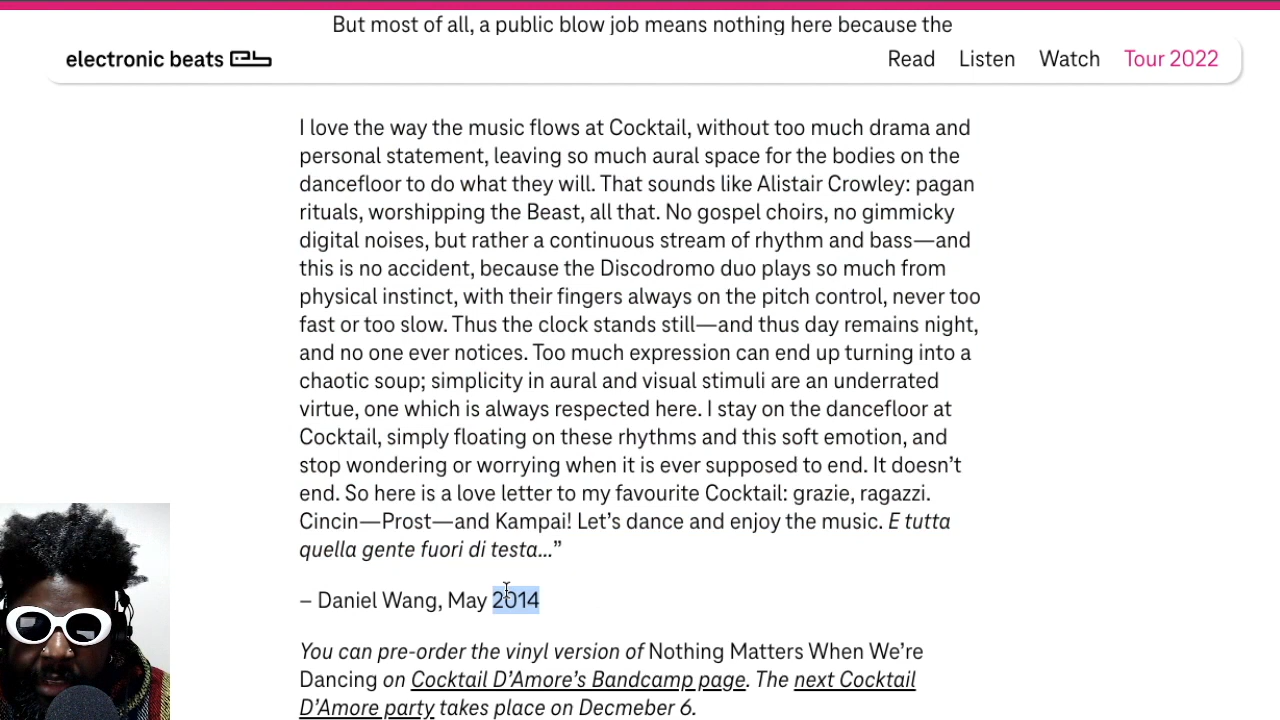 But most of all, a public blow job means nothing here because the
electronic beats
Read Listen Watch Tour 2022
I love the way the music flows at Cocktail, without too much drama and
personal statement, leaving so much aural space for the bodies on the
dancefloor to do what they will. That sounds like Alistair Crowley: pagan
rituals, worshipping the Beast, all that. No gospel choirs, no gimmicky
digital noises, but rather a continuous stream of rhythm and bass—and
this is no accident, because the Discodromo duo plays so much from
physical instinct, with their fingers always on the pitch control, never too
fast or too slow. Thus the clock stands still—and thus day remains night,
and no one ever notices. Too much expression can end up turning into a
chaotic soup; simplicity in aural and visual stimuli are an underrated
virtue, one which is always respected here. I stay on the dancefloor at
Cocktail, simply floating on these rhythms and this soft emotion, and
stop wondering or worrying when it is ever supposed to end. It doesn’t
end. So here is a love letter to my favourite Cocktail: grazie, ragazzi.
Cincin—Prost—and Kampai! Let’s dance and enjoy the music. E tutta
quella gente fuori di testa…”
– Daniel Wang, May 2014
You can pre-order the vinyl version of Nothing Matters When We’re
Dancing on Cocktail D’Amore’s Bandcamp page. The next Cocktail
D’Amore party takes place on Decmeber 6.